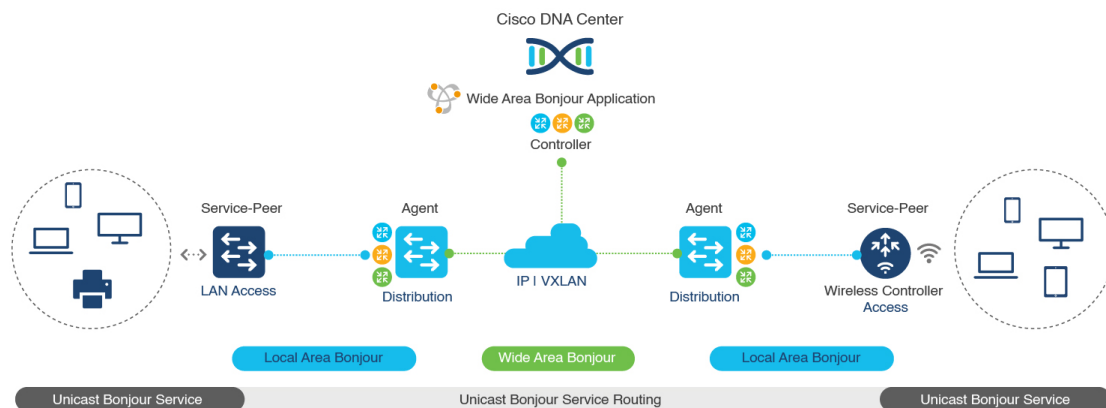 Cisco DNA Center
Wide Area Bonjour Application
Controller
Service-Peer
Agent
Agent
Service-Peer
LAN Access
Distribution
IP | VXLAN
Distribution
Wireless Controller
Access
Local Area Bonjour
Wide Area Bonjour
Local Area Bonjour
Unicast Bonjour Service
Unicast Bonjour Service Routing
Unicast Bonjour Service